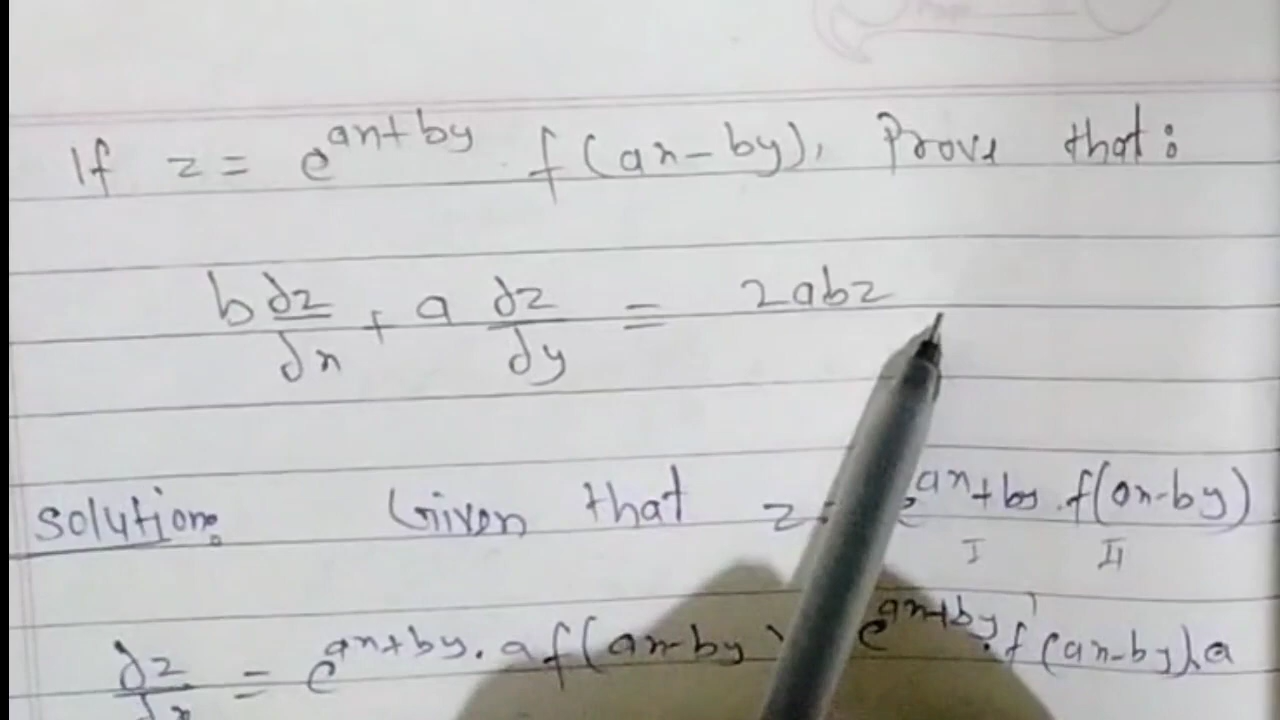 If z = e^{ax+by} . f(ax-by), Prove that:
b ∂z/∂x + a ∂z/∂y = 2abz
Solution: Given that z = e^{ax+by} . f(ax-by)
I II
∂z/∂x = e^{ax+by} . a f(ax-by) e^{ax+by} . f'(ax-by).a